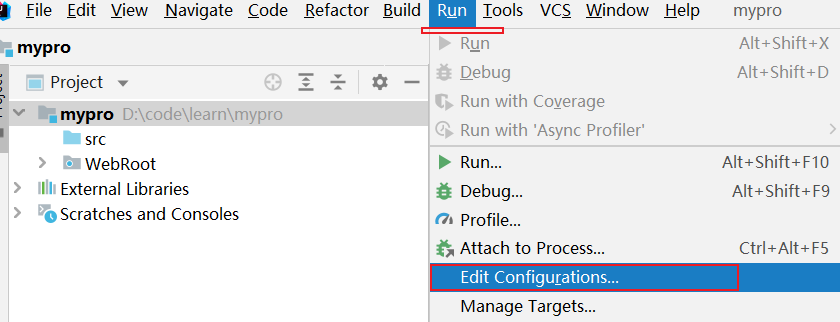 File Edit View Navigate Code Refactor Build Run Tools VCS Window Help mypro
mypro
Project
mypro D:\code\learn\mypro
src
WebRoot
External Libraries
Scratches and Consoles
Run Alt+Shift+X
Debug Alt+Shift+D
Run with Coverage
Run with 'Async Profiler'
Run... Alt+Shift+F10
Debug... Alt+Shift+F9
Profile...
Attach to Process... Ctrl+Alt+F5
Edit Configurations...
Manage Targets...